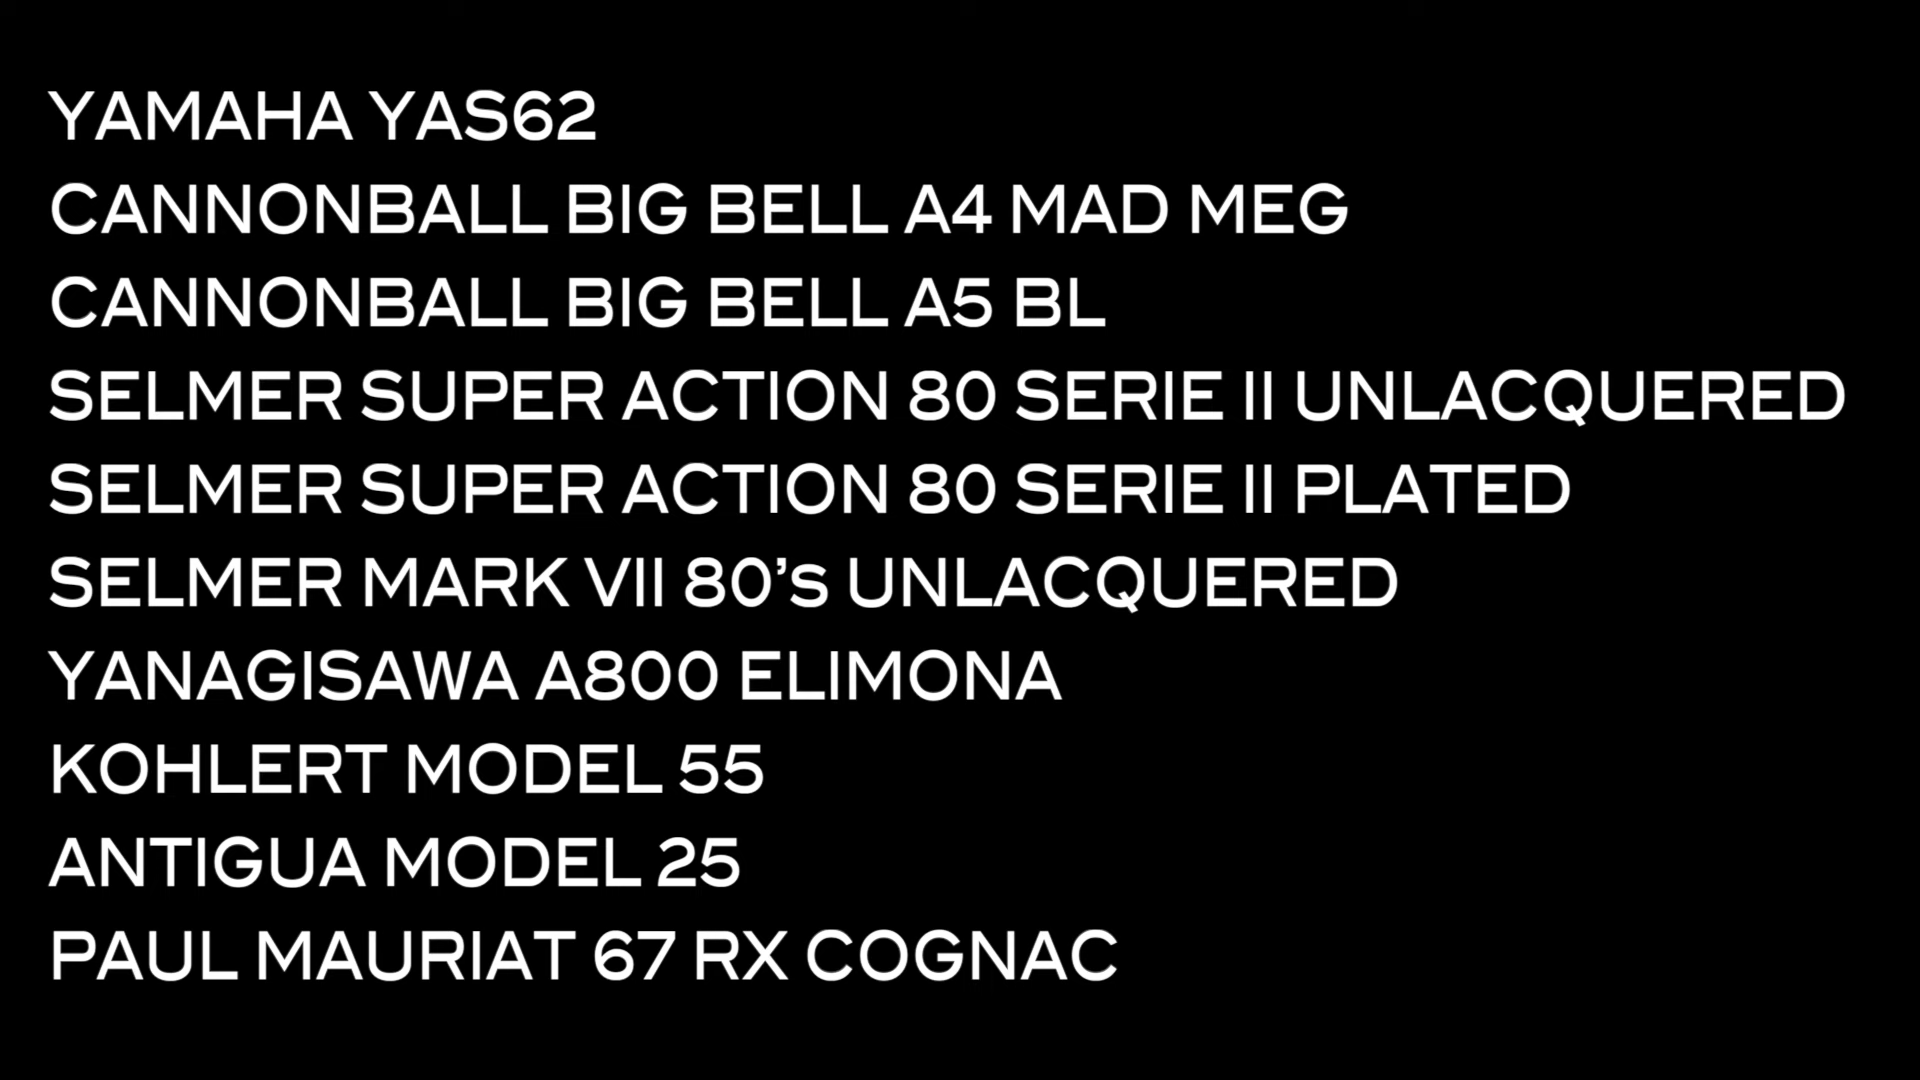 YAMAHA YAS62
CANNONBALL BIG BELL A4 MAD MEG
CANNONBALL BIG BELL A5 BL
SELMER SUPER ACTION 80 SERIE II UNLACQUERED
SELMER SUPER ACTION 80 SERIE II PLATED
SELMER MARK VII 80’s UNLACQUERED
YANAGISAWA A800 ELIMONA
KOHLERT MODEL 55
ANTIGUA MODEL 25
PAUL MAURIAT 67 RX COGNAC